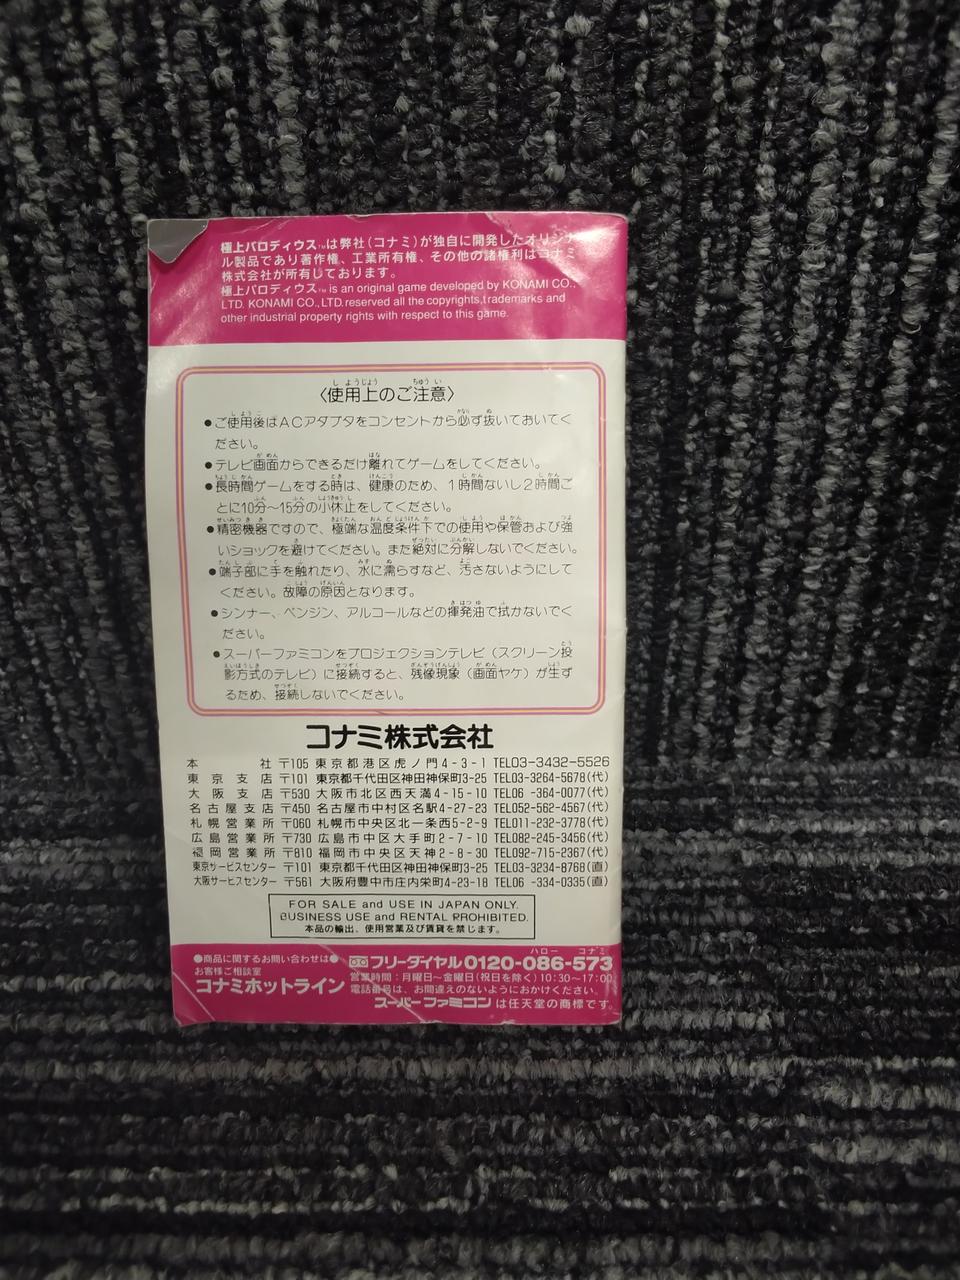 極上パロディウス™は弊社(コナミ)が独自に開発したオリジナ
ル製品であり著作権、工業所有権、その他の諸権利はコナミ
株式会社が所有しております。
極上パロディウス™ is an original game developed by KONAMI CO.,
LTD. KONAMI CO., LTD. reserved all the copyrights, trademarks and
other industrial property rights with respect to this game.
〈使用上のご注意〉
●ご使用後はACアダプタをコンセントから必ず抜いておいてく
ださい。
●テレビ画面からできるだけ離れてゲームをしてください。
●長時間ゲームをする時は、健康のため、1時間ないし2時間ご
とに10分〜15分の小休止をしてください。
●精密機器ですので、極端な温度条件下での使用や保管および強
いショックを避けてください。また絶対に分解しないでください。
●端子部に手を触れたり、水に濡らすなど、汚さないようにして
ください。故障の原因となります。
●シンナー、ベンジン、アルコールなどの揮発油で拭かないでく
ださい。
●スーパーファミコンをプロジェクションテレビ(スクリーン投
影方式のテレビ)に接続すると、残像現象(画面ヤケ)が生ず
るため、接続しないでください。
コナミ株式会社
本社 〒105 東京都港区虎ノ門4-3-1 TEL03-3432-5526
東京支店 〒101 東京都千代田区神田神保町3-25 TEL03-3264-5678(代)
大阪支店 〒530 大阪市北区西天満4-15-10 TEL06-364-0077(代)
名古屋支店 〒450 名古屋市中村区名駅4-27-23 TEL052-562-4567(代)
札幌営業所 〒060 札幌市中央区北一条西5-2-9 TEL011-232-3778(代)
広島営業所 〒730 広島市中区大手町2-7-10 TEL082-245-3456(代)
福岡営業所 〒810 福岡市中央区天神2-8-30 TEL092-715-2367(代)
東京サービスセンター 〒101 東京都千代田区神田神保町3-25 TEL03-3234-8768(直)
大阪サービスセンター 〒561 大阪府豊中市庄内栄町4-23-18 TEL06-334-0335(直)
FOR SALE and USE IN JAPAN ONLY.
BUSINESS USE and RENTAL PROHIBITED.
本品の輸出、使用営業及び賃貸を禁じます。
●商品に関するお問い合わせは●
お客様ご相談室
コナミホットライン
ハロー コナミ
フリーダイヤル0120-086-573
営業時間:月曜日〜金曜日(祝日を除く)10:30〜17:00
電話番号は、お間違えのないようにおかけください。
スーパーファミコンは任天堂の商標です。